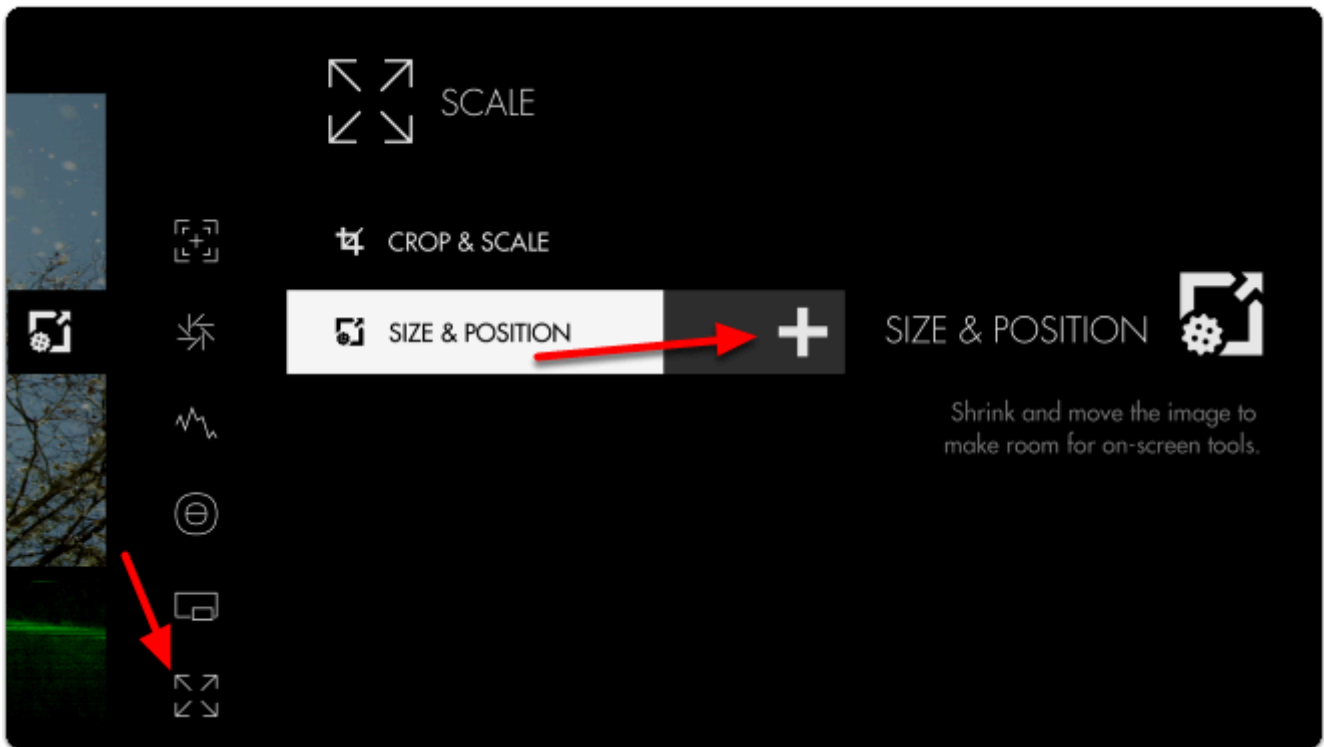 SCALE
CROP & SCALE
SIZE & POSITION
SIZE & POSITION
Shrink and move the image to
make room for on-screen tools.